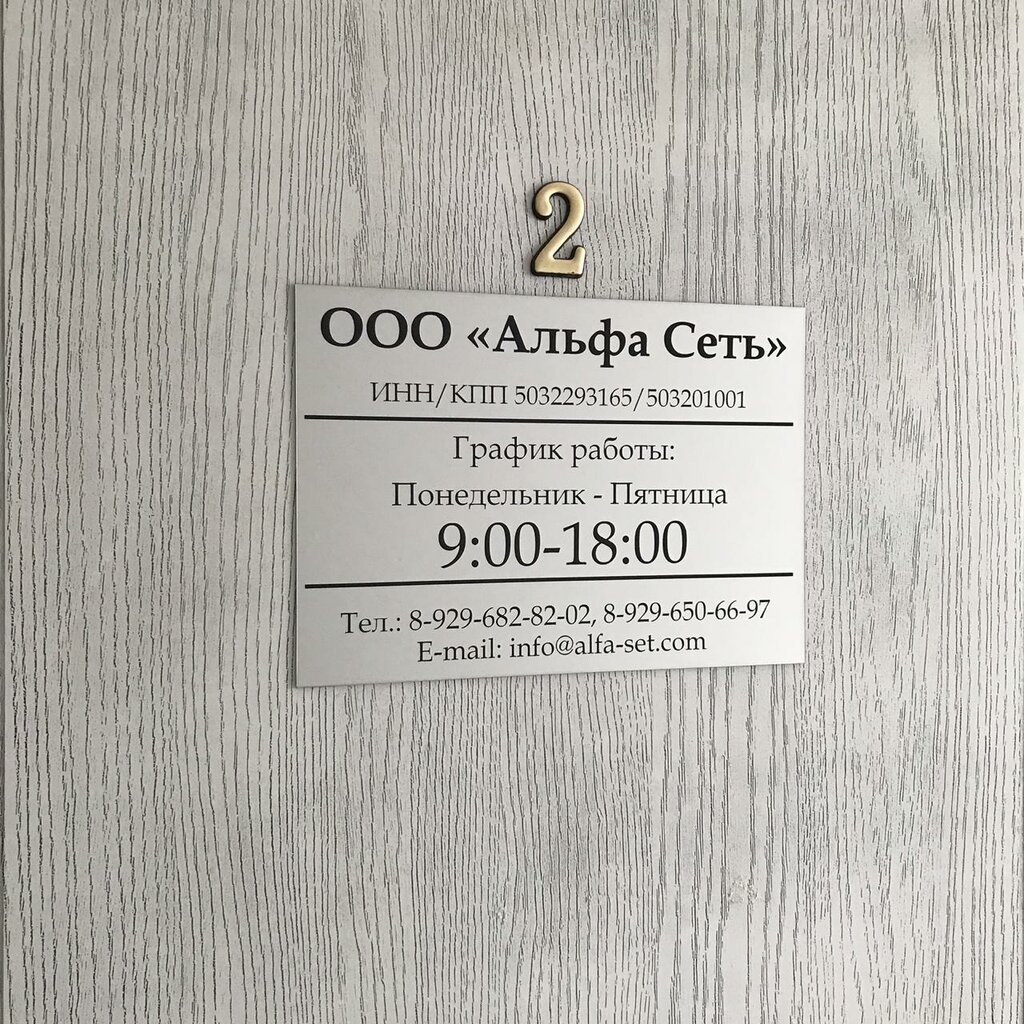 2
ООО «Альфа Сеть»
ИНН/КПП 5032293165/503201001
График работы:
Понедельник - Пятница
9:00-18:00
Тел.: 8-929-682-82-02, 8-929-650-66-97
E-mail: info@alfa-set.com